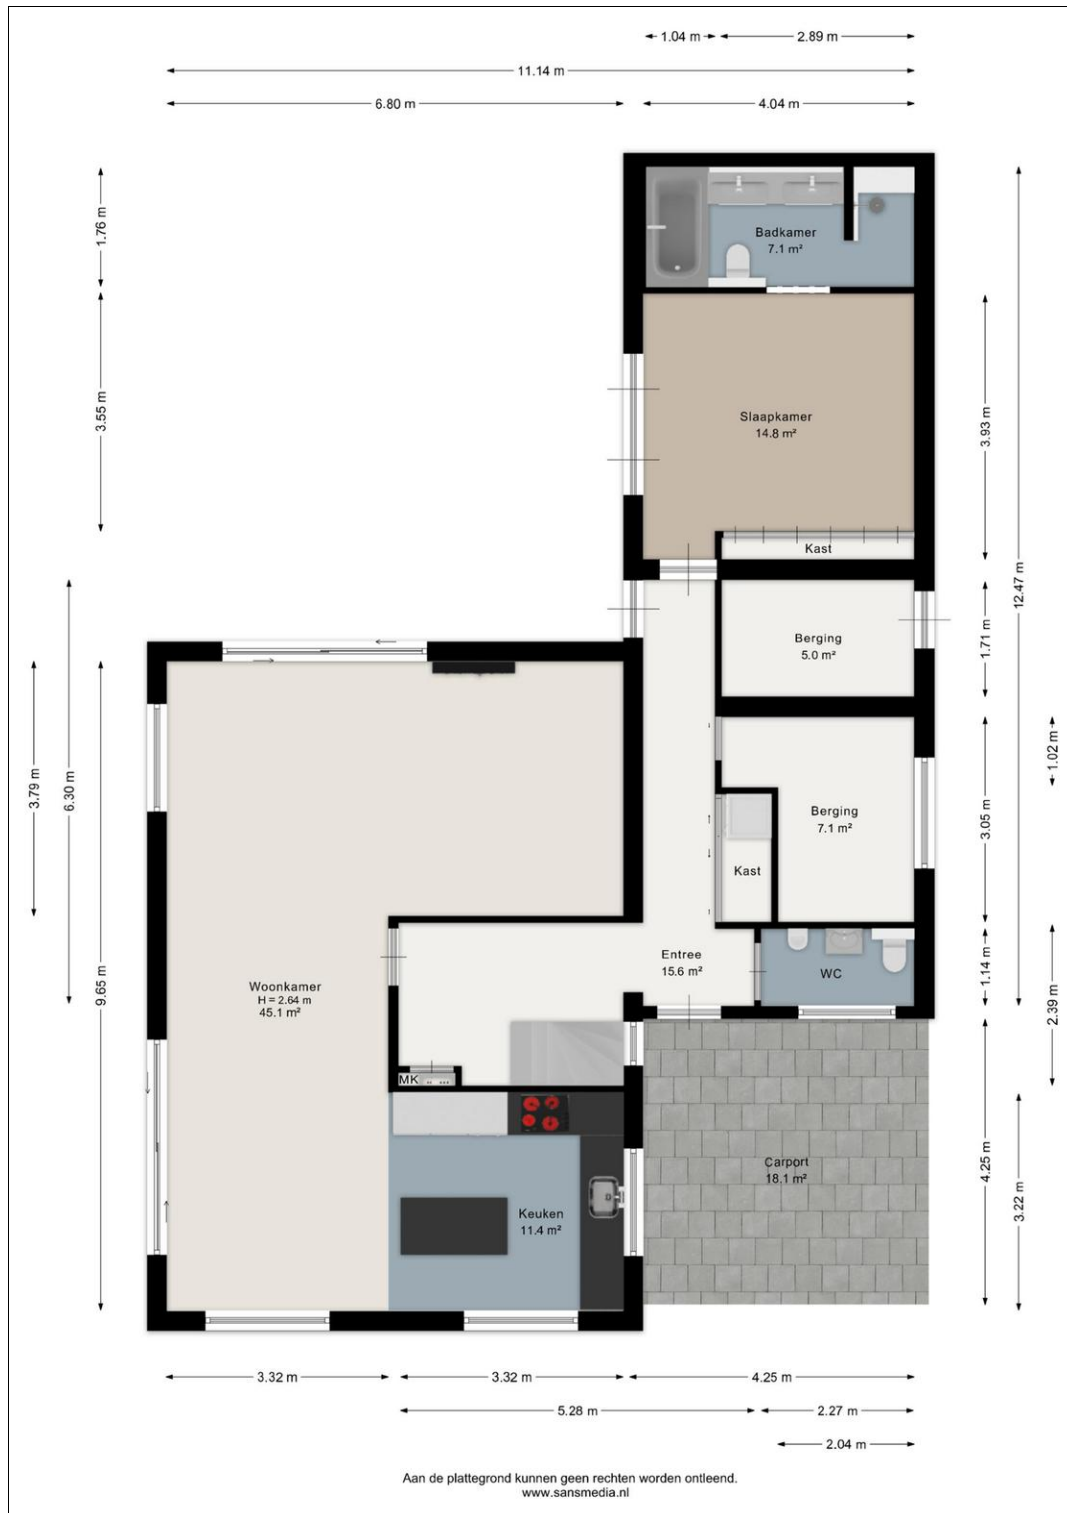 1.04 m
2.89 m
11.14 m
6.80 m
4.04 m
1.76 m
Badkamer
7.1 m²
3.55 m
Slaapkamer
14.8 m²
3.93 m
Kast
12.47 m
Berging
5.0 m²
1.71 m
1.02 m
3.79 m
6.30 m
Berging
7.1 m²
3.05 m
Kast
Entree
15.6 m²
WC
1.14 m
2.39 m
9.65 m
Woonkamer
H = 2.64 m
45.1 m²
MK
Carport
18.1 m²
4.25 m
3.22 m
Keuken
11.4 m²
3.32 m
3.32 m
4.25 m
5.28 m
2.27 m
2.04 m
Aan de plattegrond kunnen geen rechten worden ontleend.
www.sansmedia.nl